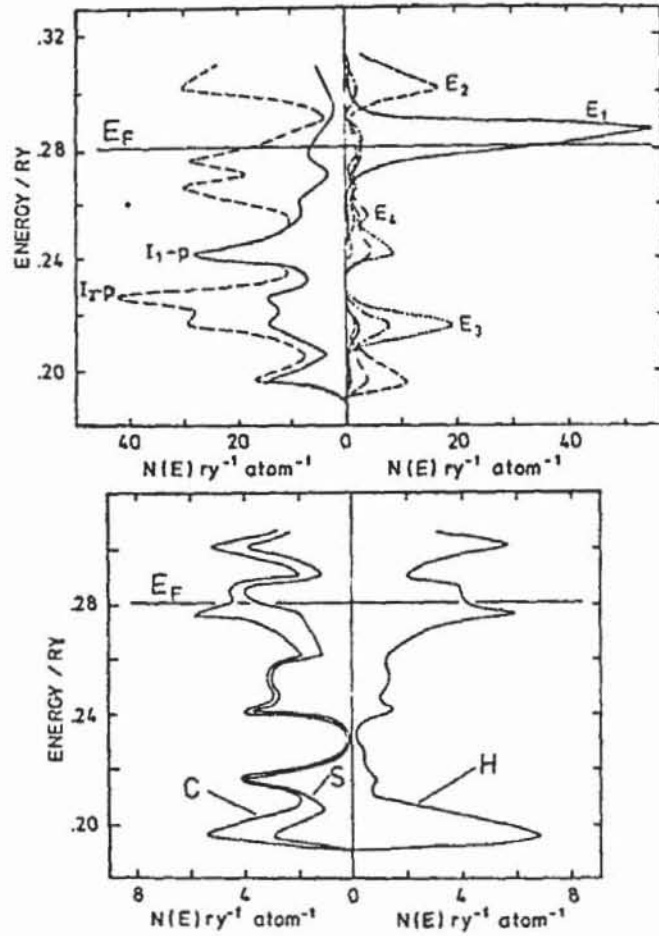 .32
E₂
E₁
E_F
.28
E₄
I₁-p
.24
I₂-p
E₃
.20
ENERGY / RY
40 20 0 20 40
N(E) ry⁻¹ atom⁻¹ N(E) ry⁻¹ atom⁻¹
E_F
.28
.24
C S H
.20
ENERGY / RY
8 4 0 4 8
N(E) ry⁻¹ atom⁻¹ N(E) ry⁻¹ atom⁻¹